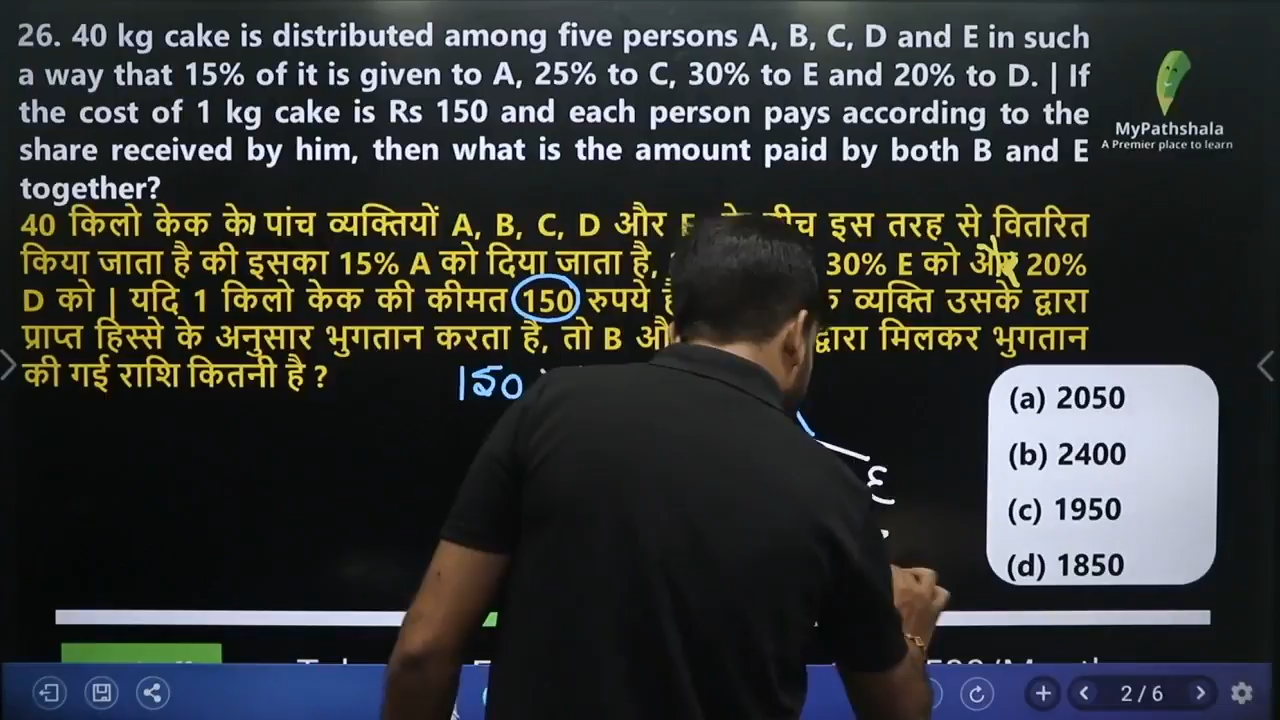 26. 40 kg cake is distributed among five persons A, B, C, D and E in such
a way that 15% of it is given to A, 25% to C, 30% to E and 20% to D. | If
the cost of 1 kg cake is Rs 150 and each person pays according to the
share received by him, then what is the amount paid by both B and E
together?
MyPathshala
A Premier place to learn
40 किलो केक के पांच व्यक्तियों A, B, C, D और इस तरह से वितरित
किया जाता है की इसका 15% A को दिया जाता है, 30% E को और 20%
D को | यदि 1 किलो केक की कीमत 150 रुपये व्यक्ति उसके द्वारा
प्राप्त हिस्से के अनुसार भुगतान करता है, तो B द्वारा मिलकर भुगतान
की गई राशि कितनी है ?
150
E
(a) 2050
(b) 2400
(c) 1950
(d) 1850
2 / 6